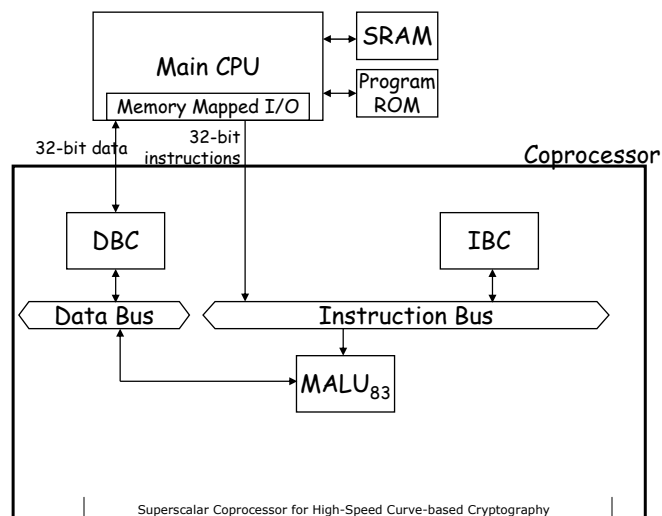 Main CPU
SRAM
Program
ROM
Memory Mapped I/O
32-bit data
32-bit
instructions
Coprocessor
DBC
IBC
Data Bus
Instruction Bus
MALU83
Superscalar Coprocessor for High-Speed Curve-based Cryptography